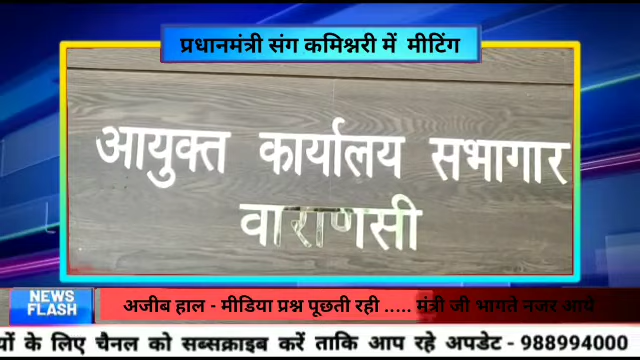 प्रधानमंत्री संग कमिश्नरी में मीटिंग
आयुक्त कार्यालय सभागार
वाराणसी
NEWS
FLASH
अजीब हाल - मीडिया प्रश्न पूछती रही ..... मंत्री जी भागते नजर आये
के लिए चैनल को सब्सक्राइब करें ताकि आप रहे अपडेट - 988994000